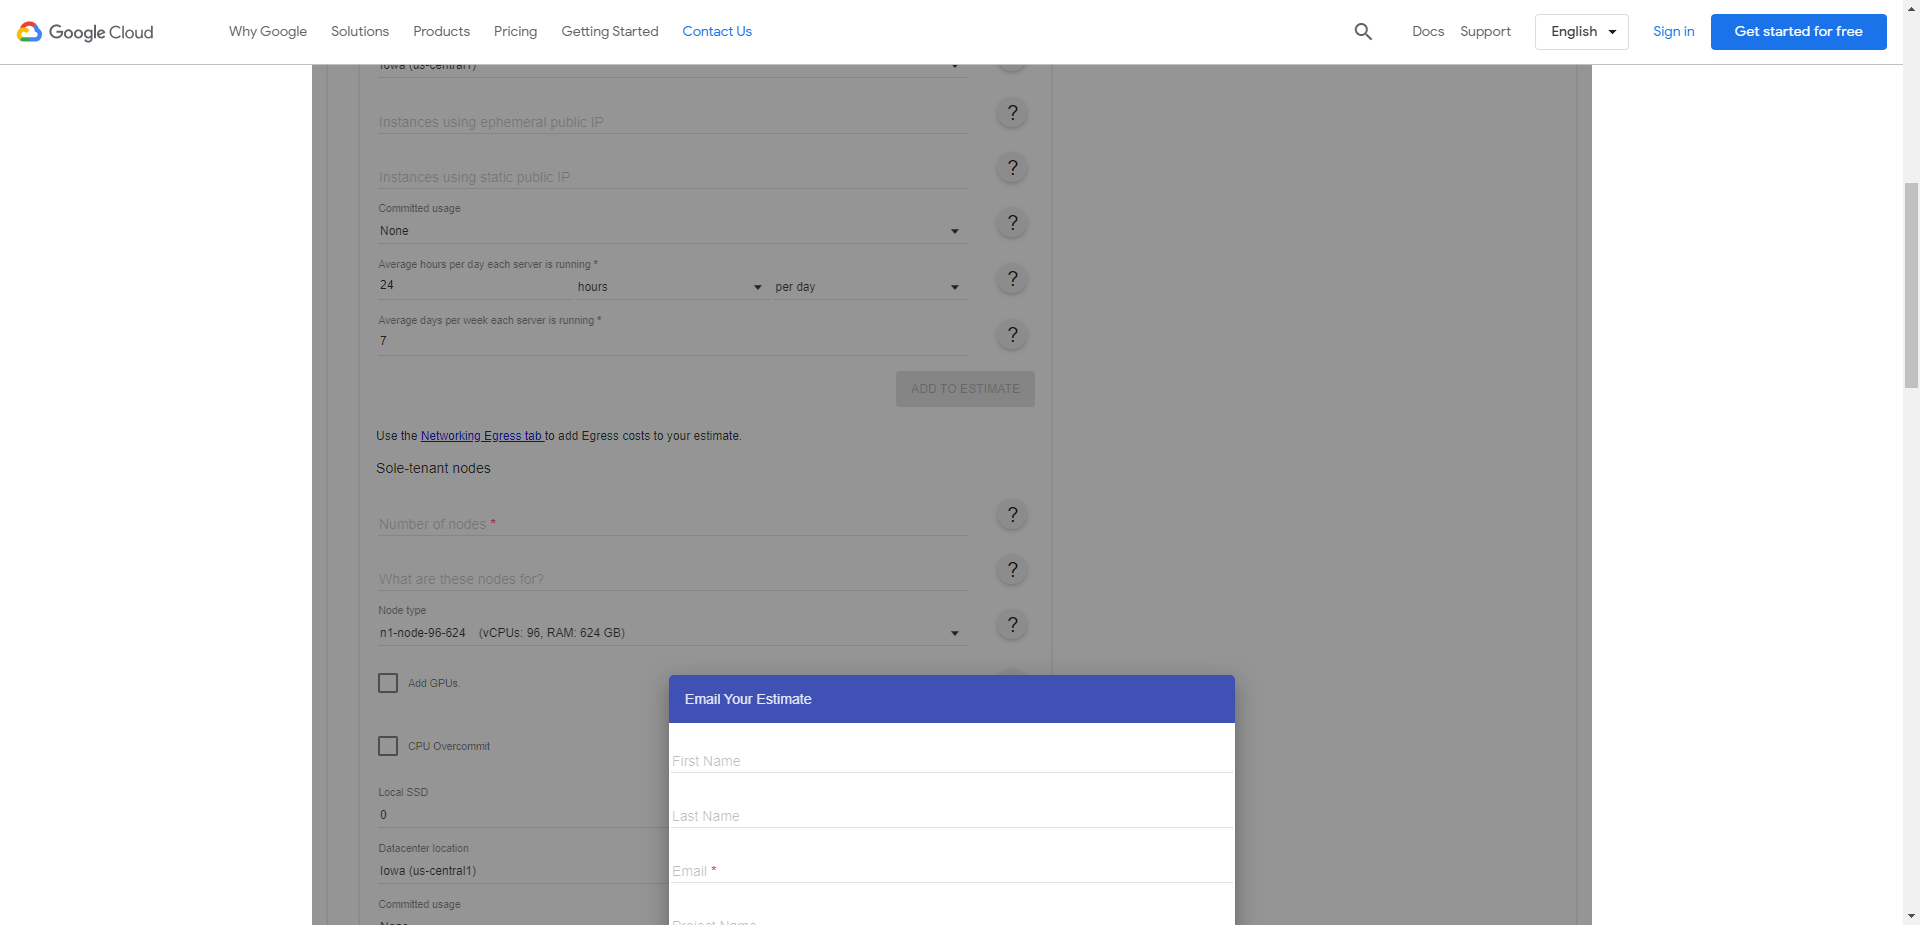 Google Cloud Why Google Solutions Products Pricing Getting Started Contact Us Docs Support English Sign in Get started for free
Iowa (us-central1)
Instances using ephemeral public IP ?
Instances using static public IP ?
Committed usage
None ?
Average hours per day each server is running *
24 hours per day ?
Average days per week each server is running *
7 ?
ADD TO ESTIMATE
Use the Networking Egress tab to add Egress costs to your estimate.
Sole-tenant nodes
Number of nodes * ?
What are these nodes for? ?
Node type
n1-node-96-624 (vCPUs: 96, RAM: 624 GB) ?
Add GPUs.
CPU Overcommit
Local SSD
0
Datacenter location
Iowa (us-central1)
Committed usage
None
Email Your Estimate
First Name
Last Name
Email *
Project Name